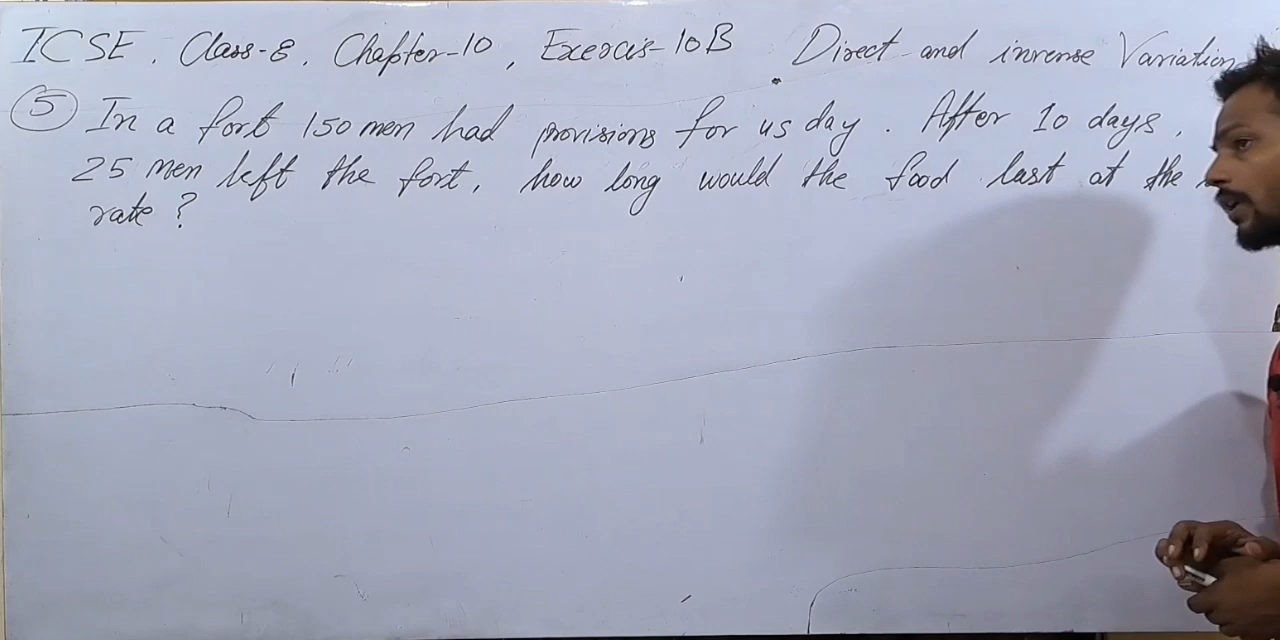 ICSE, Class-8, Chapter-10, Exercis-10B Direct and inverse Variation
5 In a fort 150 men had provisions for us day. After 10 days,
25 men left the fort, how long would the food last at the
rate?